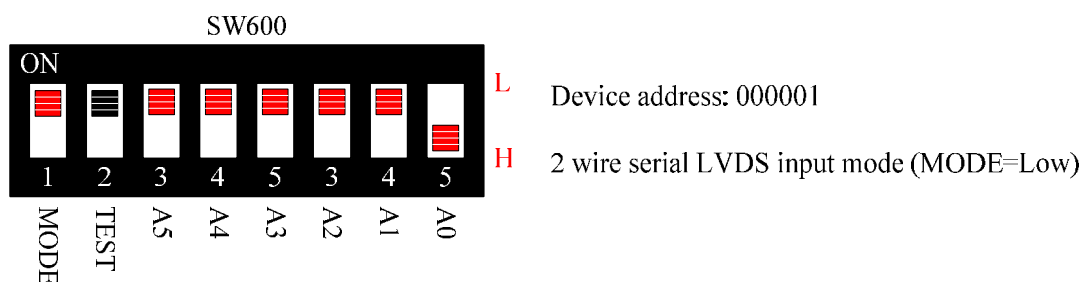 SW600
ON
L
H
1 2 3 4 5 3 4 5
MODE TEST A5 A4 A3 A2 A1 A0
Device address: 000001
2 wire serial LVDS input mode (MODE=Low)